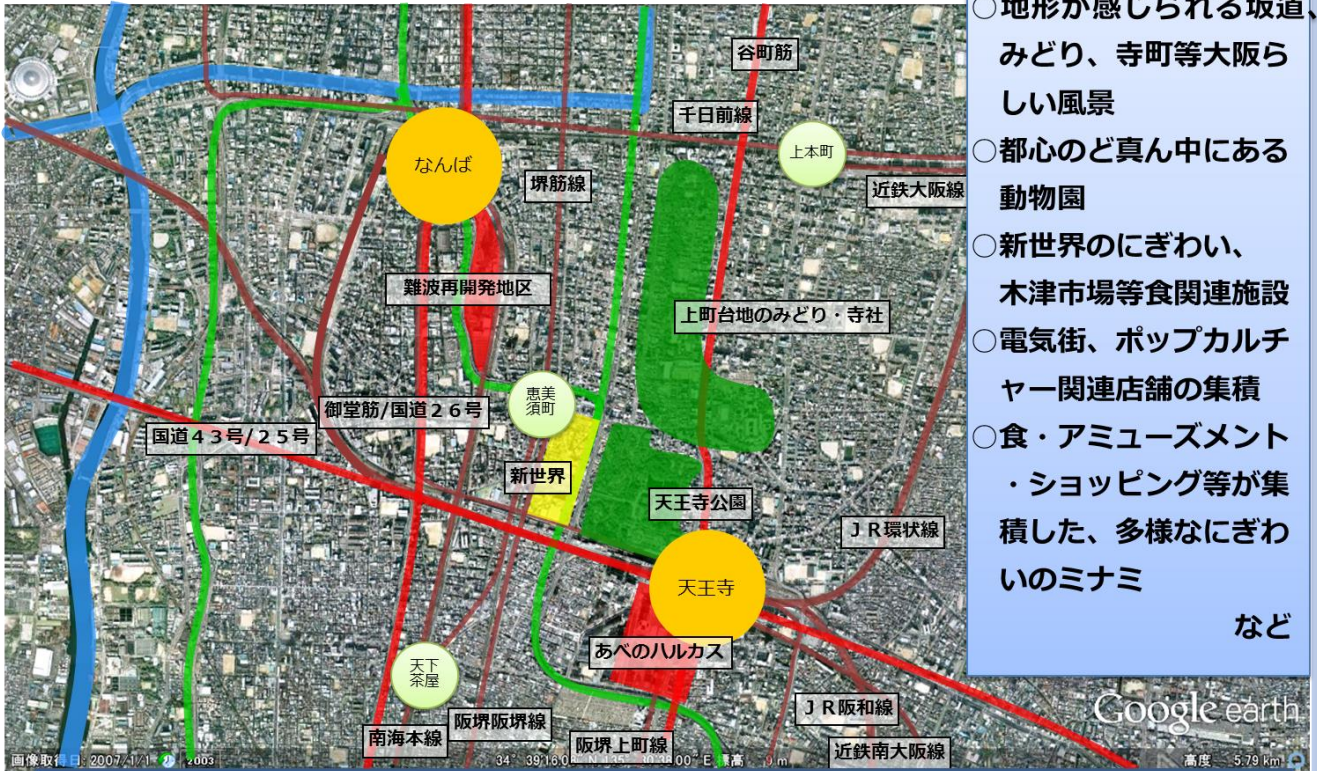 ○地形が感じられる坂道、
みどり、寺町等大阪ら
しい風景
○都心のど真ん中にある
動物園
○新世界のにぎわい、
木津市場等食関連施設
○電気街、ポップカルチ
ャー関連店舗の集積
○食・アミューズメント
・ショッピング等が集
積した、多様なにぎわ
いのミナミ
など
谷町筋
千日前線
上本町
なんば
堺筋線
近鉄大阪線
難波再開発地区
上町台地のみどり・寺社
恵美
須町
御堂筋/国道26号
国道43号/25号
新世界
天王寺公園
JR環状線
天王寺
あべのハルカス
天下
茶屋
JR阪和線
阪堺阪堺線
南海本線
阪堺上町線
近鉄南大阪線
Google earth
画像取得日: 2007/1/1 2003
高度 5.79 km